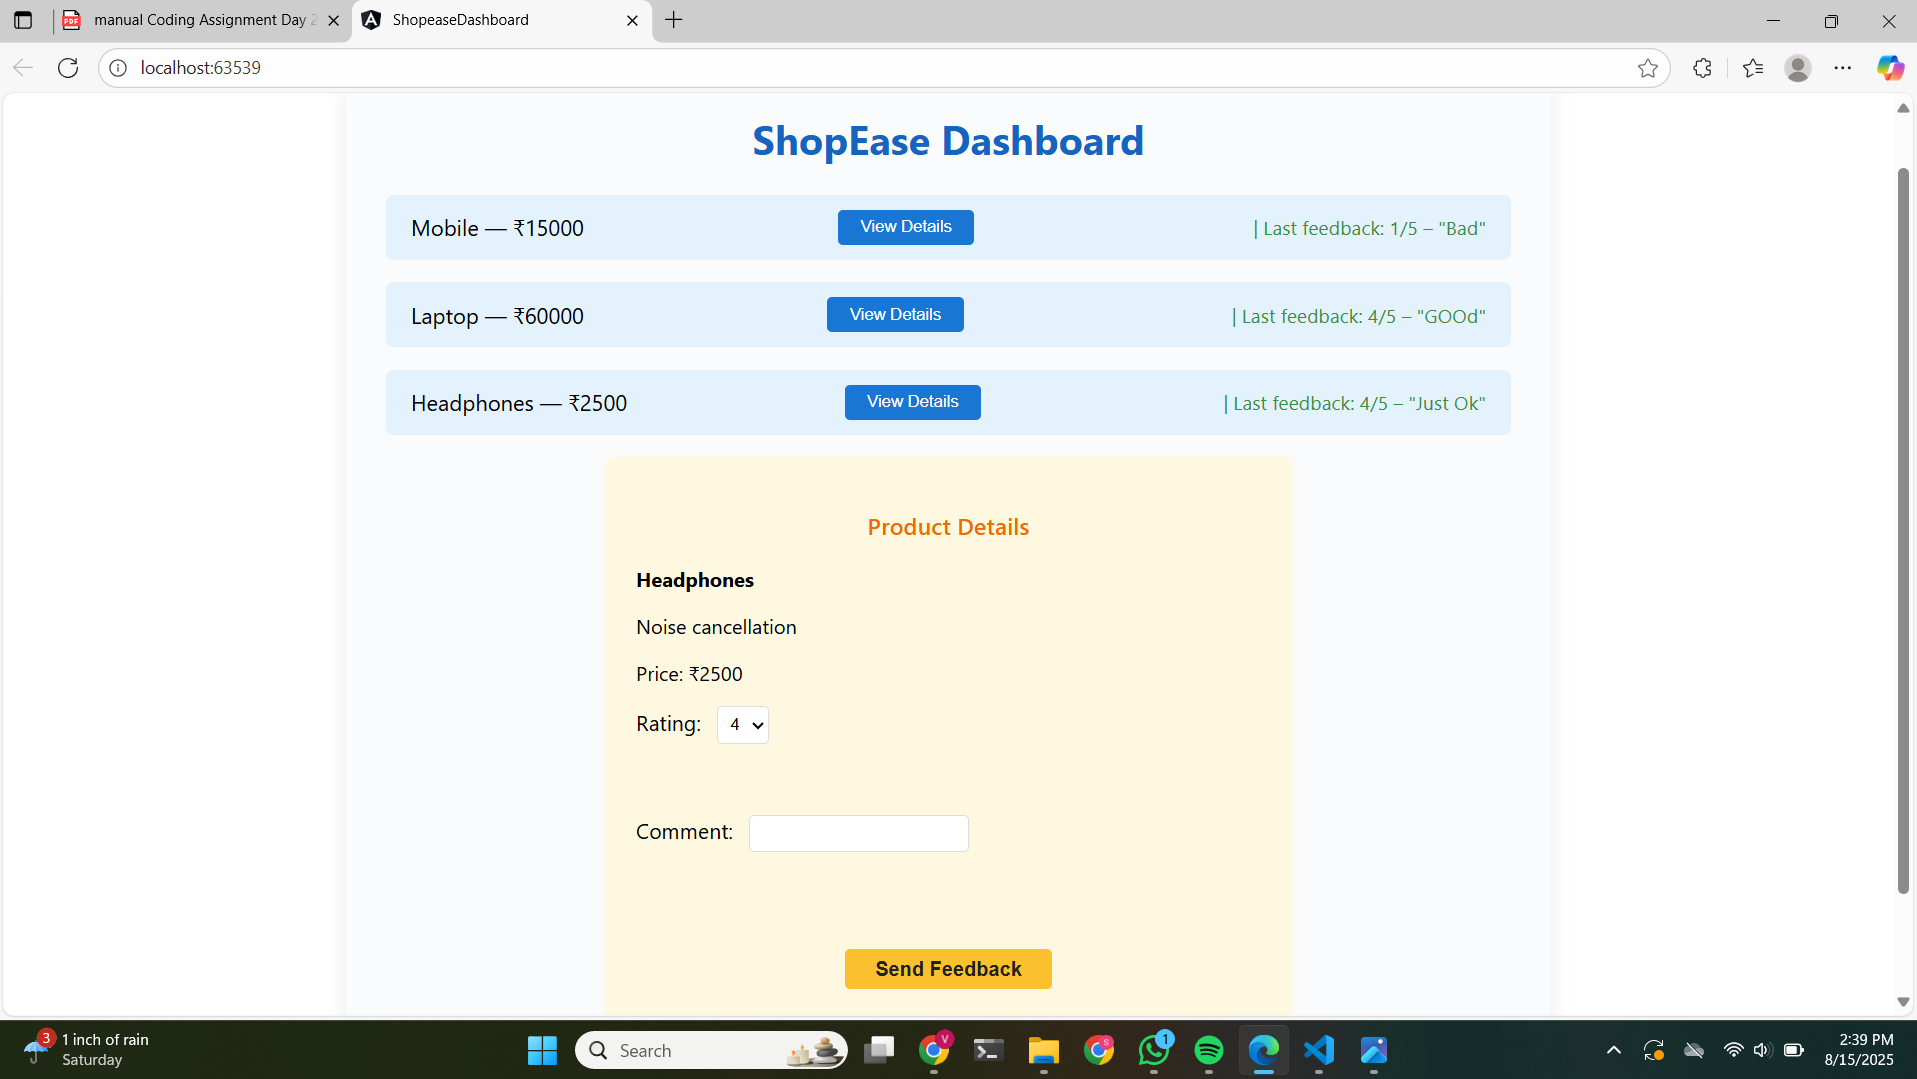 manual Coding Assignment Day 2
ShopeaseDashboard
localhost:63539
ShopEase Dashboard
Mobile — ₹15000
View Details
| Last feedback: 1/5 – "Bad"
Laptop — ₹60000
View Details
| Last feedback: 4/5 – "GOOd"
Headphones — ₹2500
View Details
| Last feedback: 4/5 – "Just Ok"
Product Details
Headphones
Noise cancellation
Price: ₹2500
Rating: 4
Comment:
Send Feedback
3
1 inch of rain
Saturday
Search
V
S
1
2:39 PM
8/15/2025
PDF